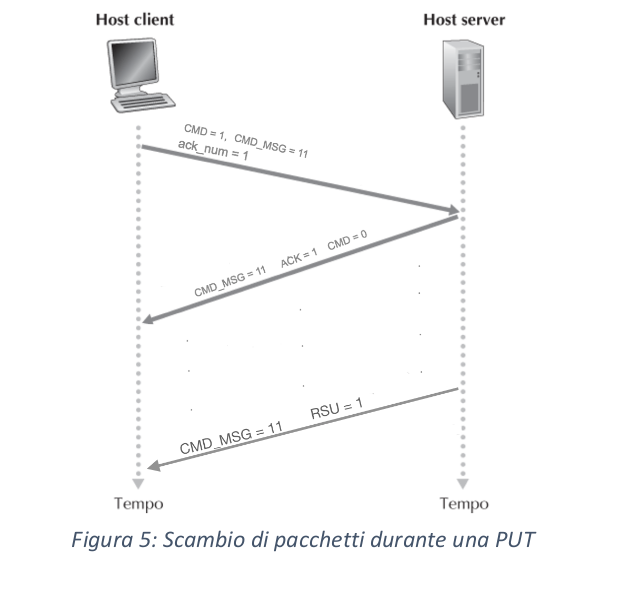 Host client
Host server
CMD = 1, CMD_MSG = 11
ack_num = 1
CMD_MSG = 11 ACK = 1 CMD = 0
CMD_MSG = 11 RSU = 1
Tempo
Tempo
Figura 5: Scambio di pacchetti durante una PUT